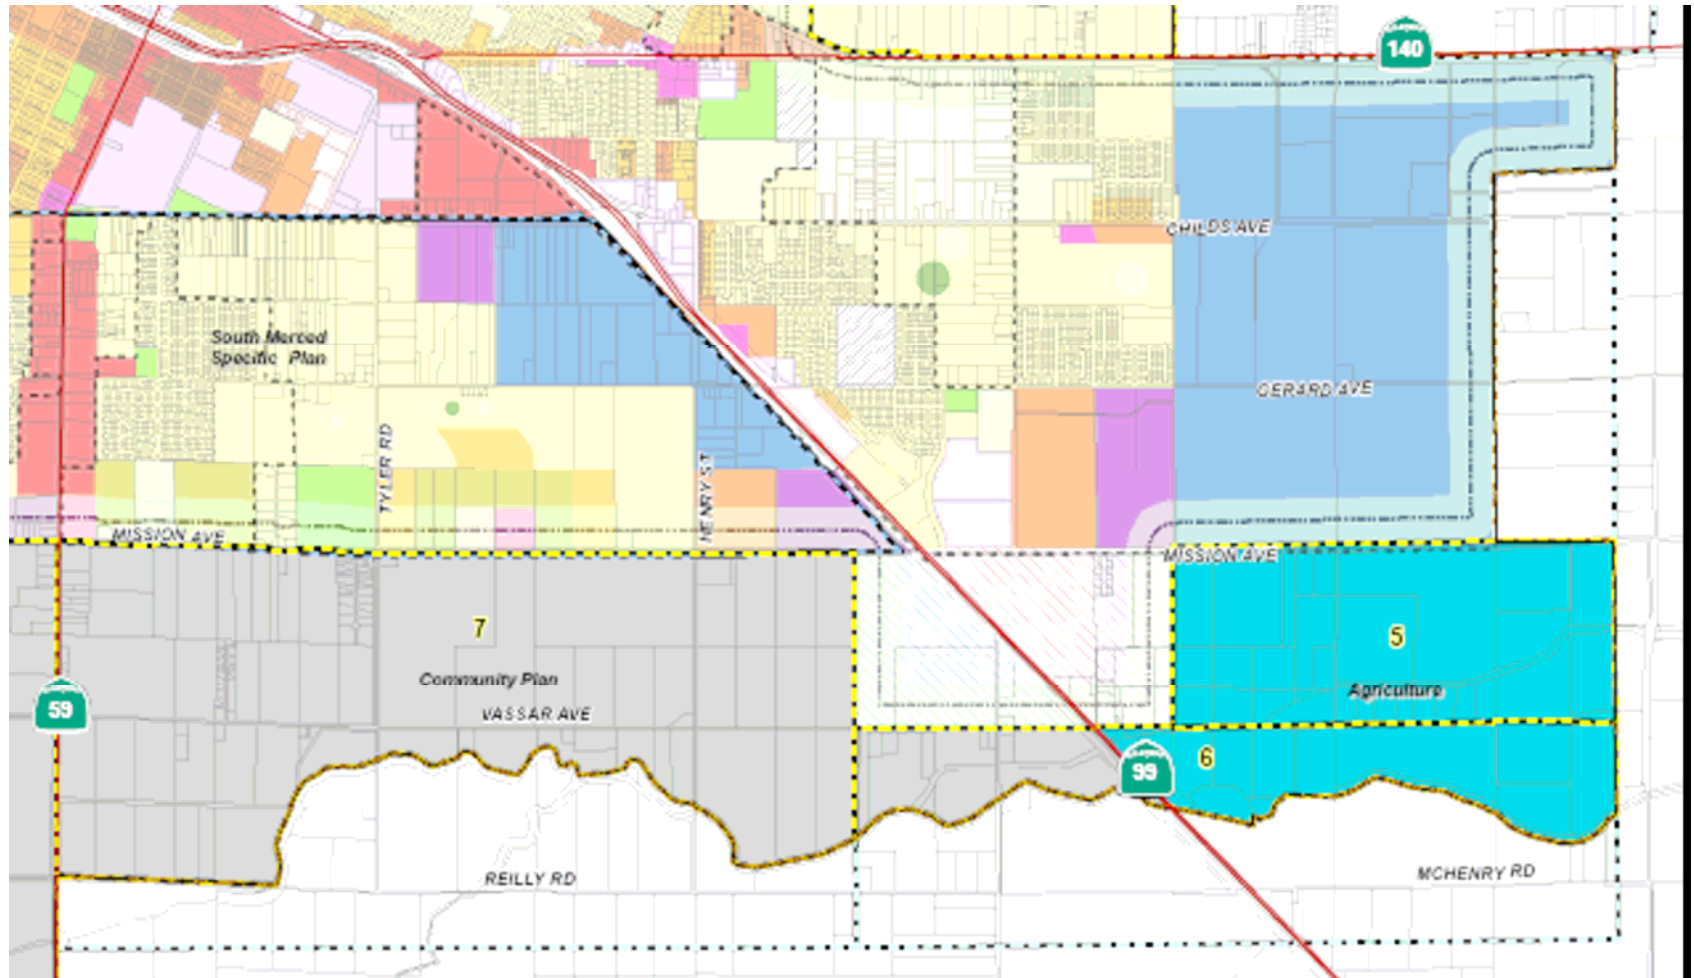 140
CHILDS AVE
South Merced
Specific Plan
GERARD AVE
TYLER RD
HENRY ST
MISSION AVE
MISSION AVE
7
5
Community Plan
Agriculture
59
VASSAR AVE
6
99
REILLY RD
MCHENRY RD